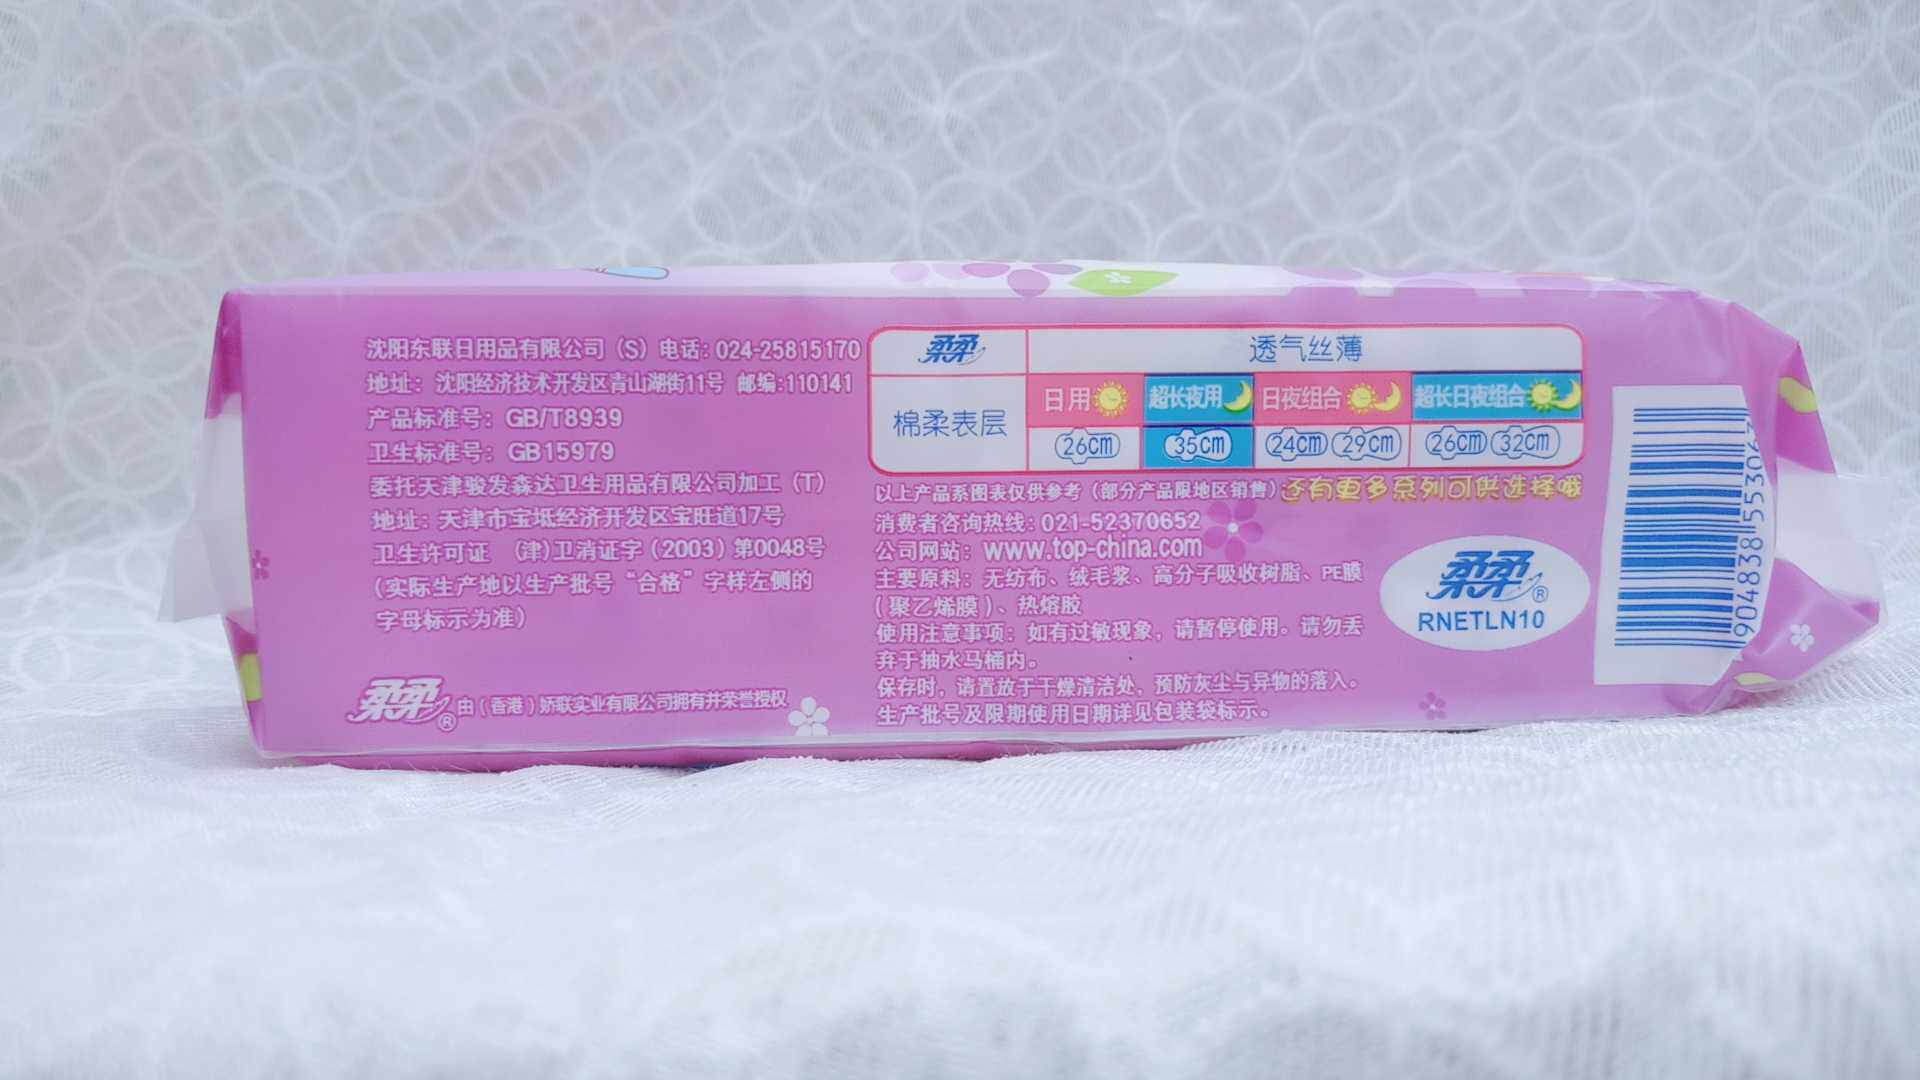 沈阳东联日用品有限公司（S）电话：024-25815170
地址：沈阳经济技术开发区青山湖街11号 邮编：110141
产品标准号：GB/T8939
卫生标准号：GB15979
委托天津骏发森达卫生用品有限公司加工（T）
地址：天津市宝坻经济开发区宝旺道17号
卫生许可证 （津）卫消证字（2003）第0048号
（实际生产地以生产批号“合格”字样左侧的
字母标示为准）
柔柔® 由（香港）娇联实业有限公司拥有并荣誉授权
柔柔 透气丝薄
棉柔表层 日用 超长夜用 日夜组合 超长日夜组合
26cm 35cm 24cm 29cm 26cm 32cm
以上产品系图表仅供参考（部分产品限地区销售）还有更多系列可供选择哦
消费者咨询热线：021-52370652
公司网站：www.top-china.com
主要原料：无纺布、绒毛浆、高分子吸收树脂、PE膜
（聚乙烯膜）、热熔胶
使用注意事项：如有过敏现象，请暂停使用。请勿丢
弃于抽水马桶内。
保存时，请置放于干燥清洁处，预防灰尘与异物的落入。
生产批号及限期使用日期详见包装袋标示。
柔柔®
RNETLN10